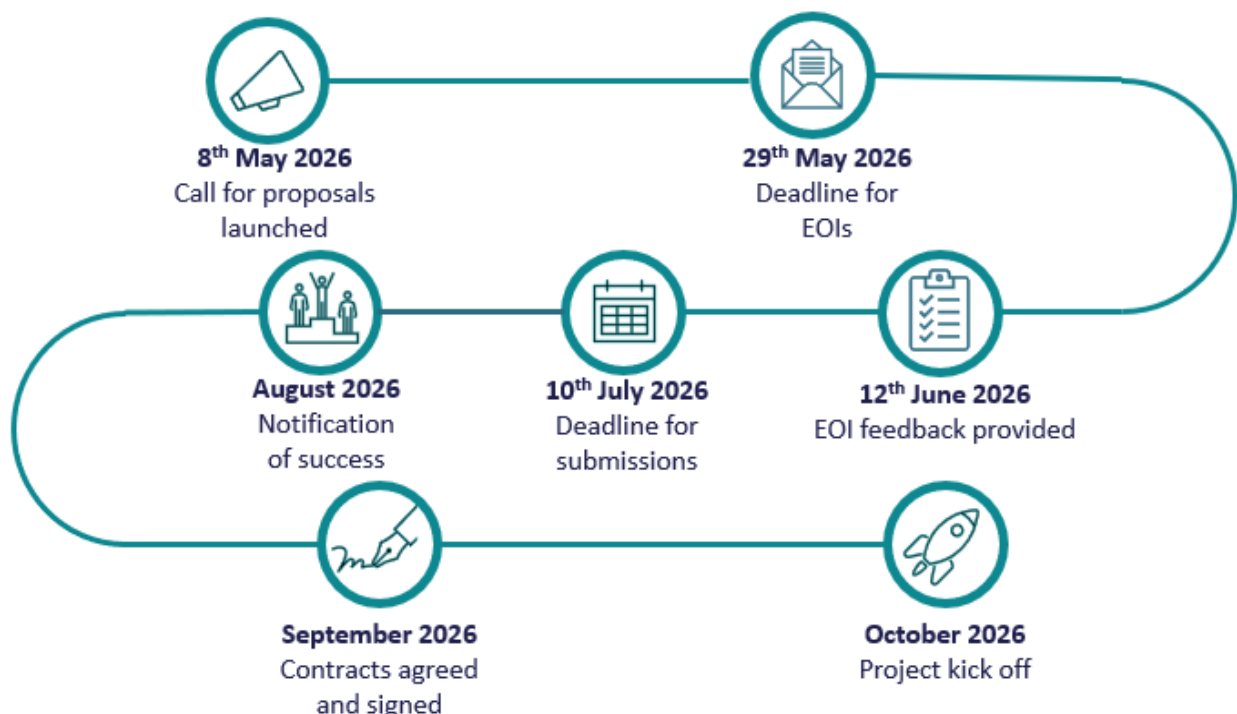 8th May 2026
Call for proposals
launched
29th May 2026
Deadline for
EOIs
12th June 2026
EOI feedback provided
10th July 2026
Deadline for
submissions
August 2026
Notification
of success
September 2026
Contracts agreed
and signed
October 2026
Project kick off